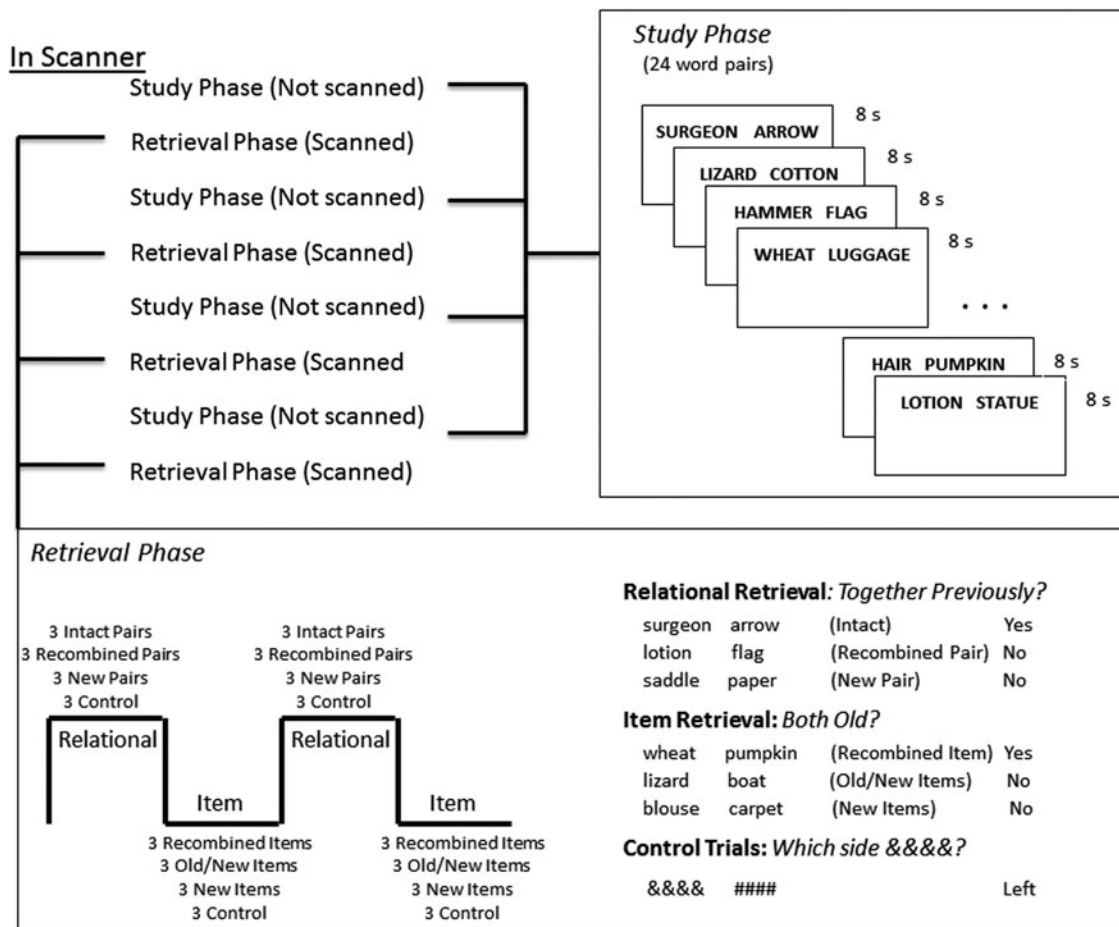 In Scanner
Study Phase (Not scanned)
Retrieval Phase (Scanned)
Study Phase (Not scanned)
Retrieval Phase (Scanned)
Study Phase (Not scanned)
Retrieval Phase (Scanned
Study Phase (Not scanned)
Retrieval Phase (Scanned)
Study Phase
(24 word pairs)
SURGEON ARROW 8 s
LIZARD COTTON 8 s
HAMMER FLAG 8 s
WHEAT LUGGAGE 8 s
. . .
HAIR PUMPKIN 8 s
LOTION STATUE 8 s
Retrieval Phase
3 Intact Pairs
3 Recombined Pairs
3 New Pairs
3 Control
Relational
Item
3 Recombined Items
3 Old/New Items
3 New Items
3 Control
3 Intact Pairs
3 Recombined Pairs
3 New Pairs
3 Control
Relational
Item
3 Recombined Items
3 Old/New Items
3 New Items
3 Control
Relational Retrieval: Together Previously?
surgeon arrow (Intact) Yes
lotion flag (Recombined Pair) No
saddle paper (New Pair) No
Item Retrieval: Both Old?
wheat pumpkin (Recombined Item) Yes
lizard boat (Old/New Items) No
blouse carpet (New Items) No
Control Trials: Which side &&&&?
&&&& #### Left